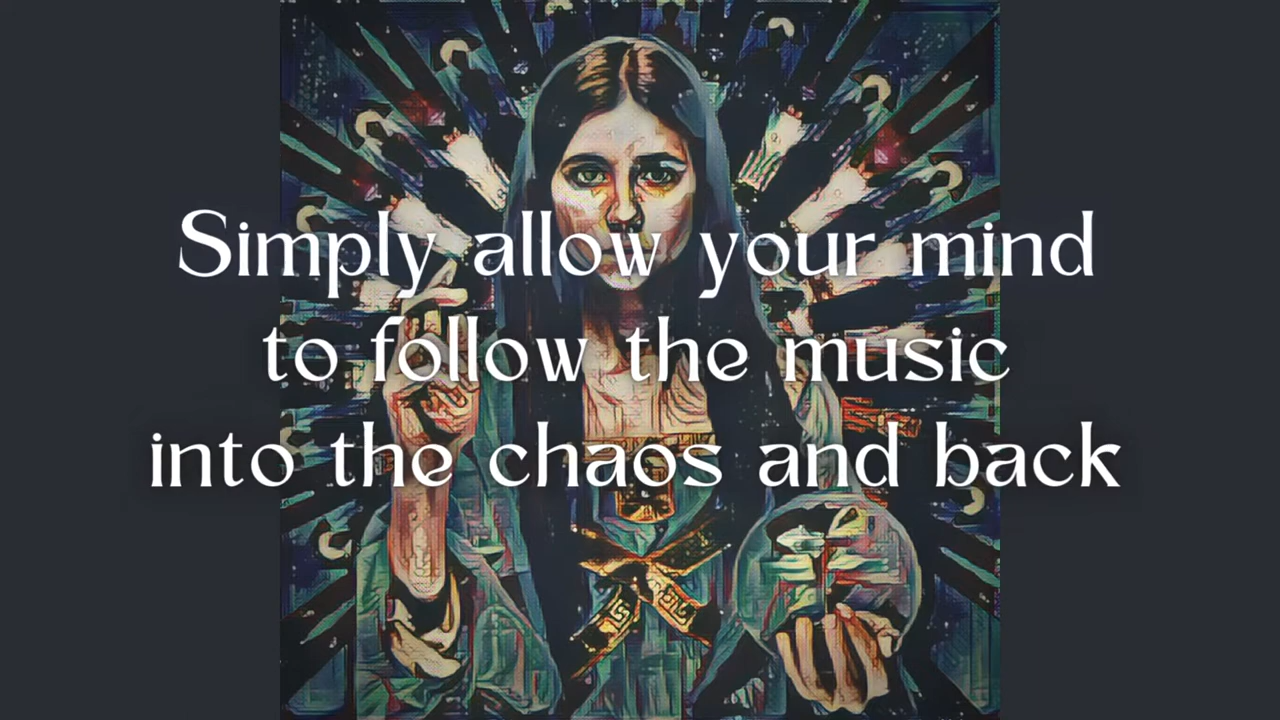 Simply allow your mind
to follow the music
into the chaos and back